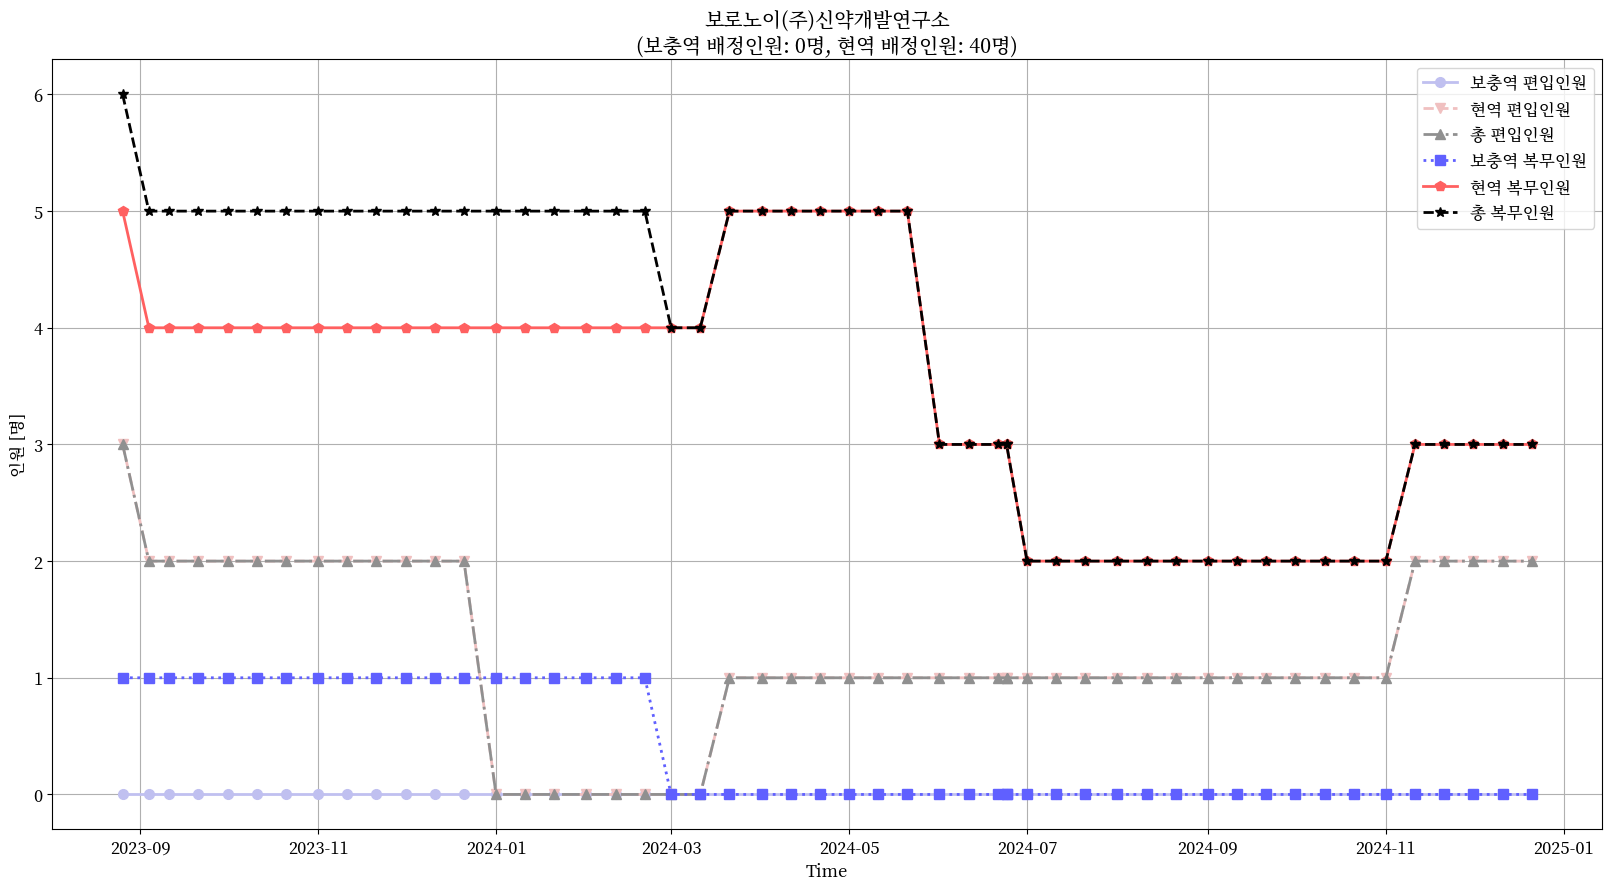 보로노이(주)신약개발연구소
(보충역 배정인원: 0명, 현역 배정인원: 40명)
보충역 편입인원
현역 편입인원
총 편입인원
보충역 복무인원
현역 복무인원
총 복무인원
인원 [명]
6
5
4
3
2
1
0
2023-09
2023-11
2024-01
2024-03
2024-05
2024-07
2024-09
2024-11
2025-01
Time